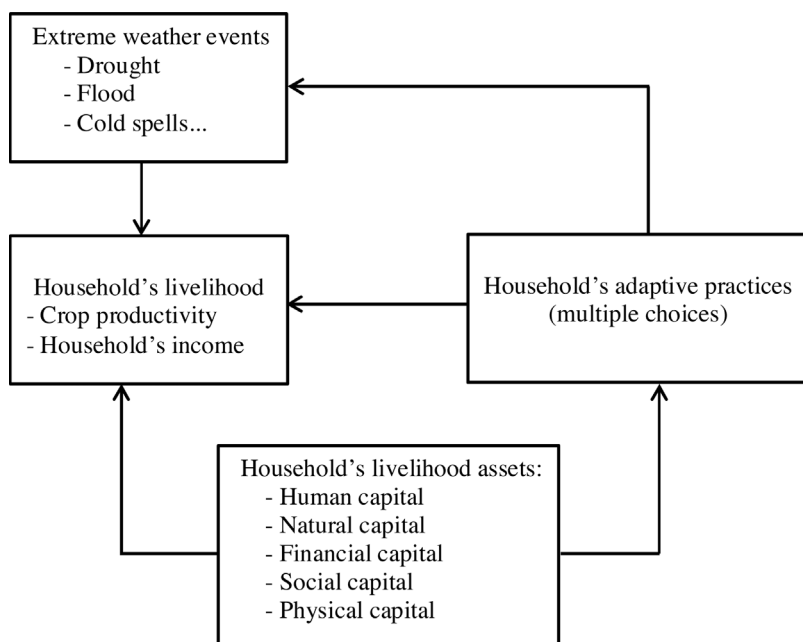 Extreme weather events
- Drought
- Flood
- Cold spells...
Household’s livelihood
- Crop productivity
- Household’s income
Household’s adaptive practices
(multiple choices)
Household’s livelihood assets:
- Human capital
- Natural capital
- Financial capital
- Social capital
- Physical capital